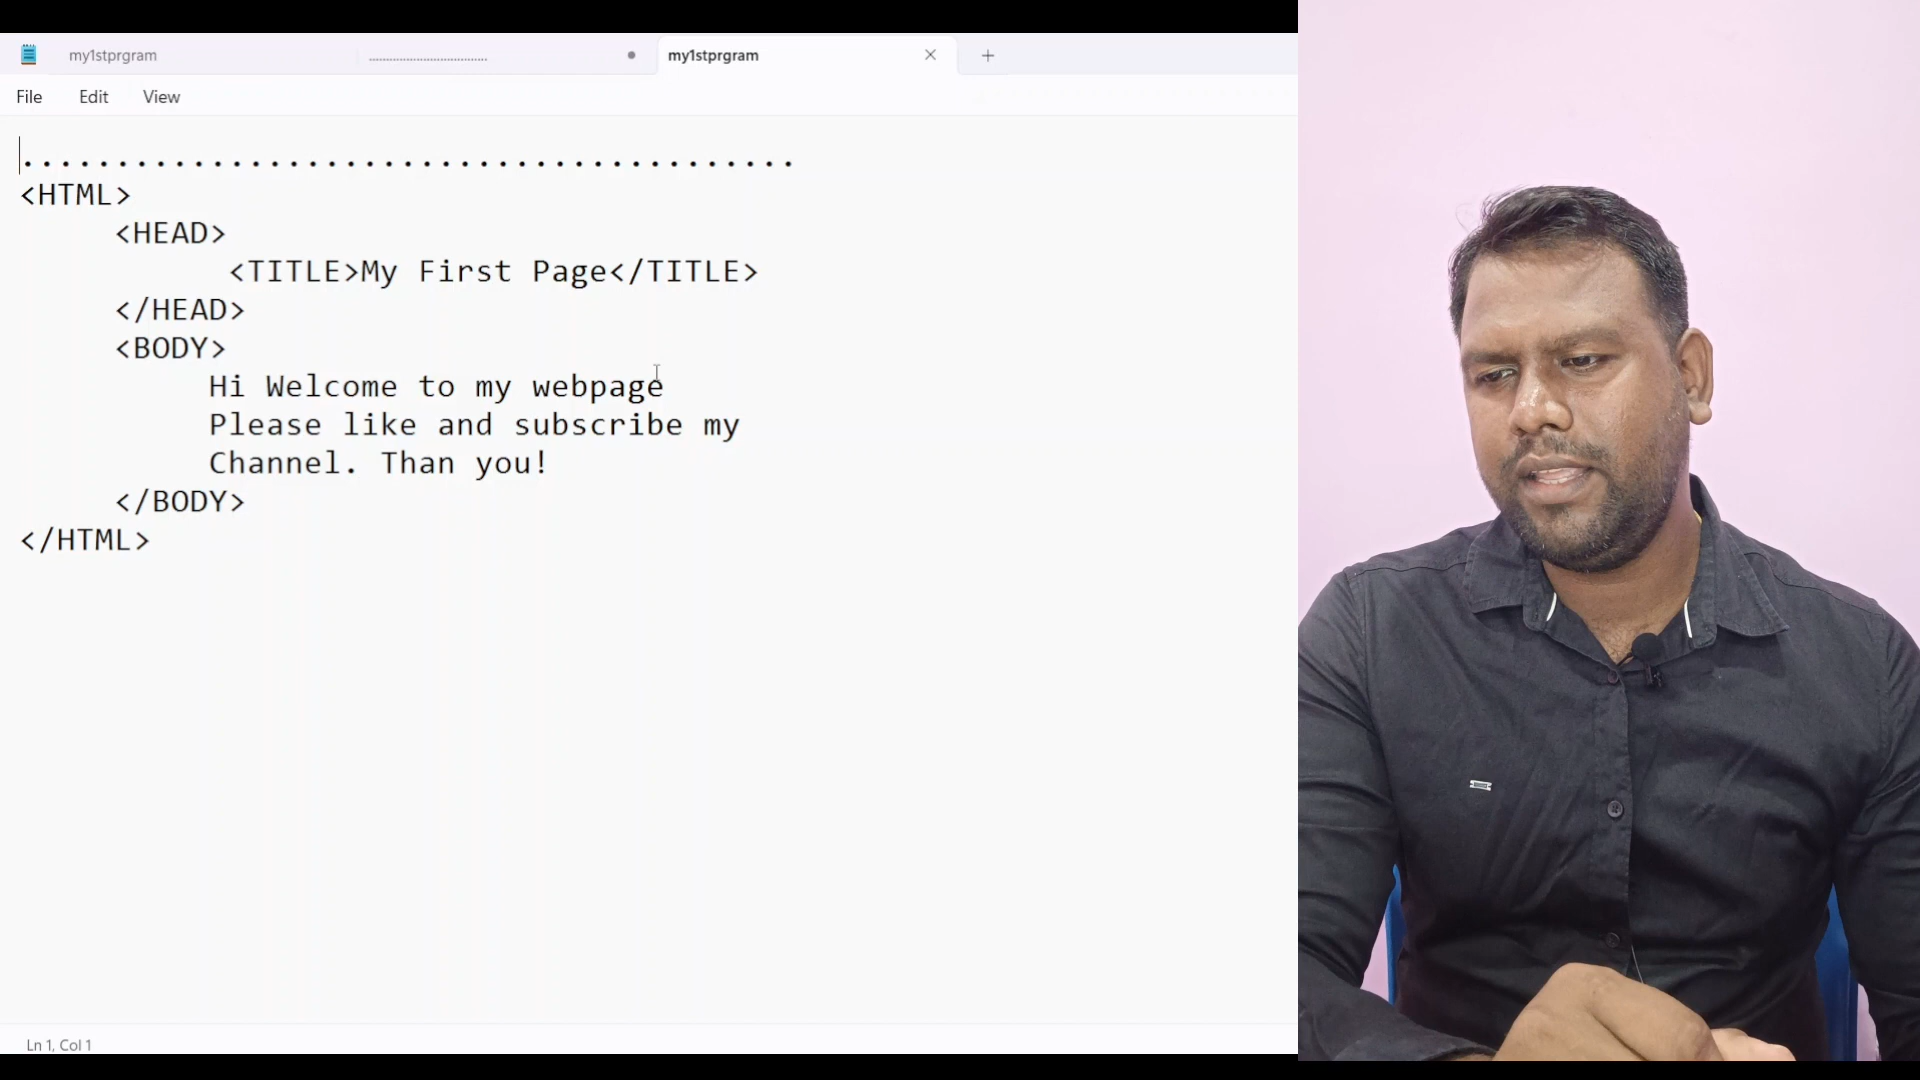 my1stprgram ................................... my1stprgram
File Edit View
.........................................
<HTML>
<HEAD>
<TITLE>My First Page</TITLE>
</HEAD>
<BODY>
Hi Welcome to my webpage
Please like and subscribe my
Channel. Than you!
</BODY>
</HTML>
Ln 1, Col 1